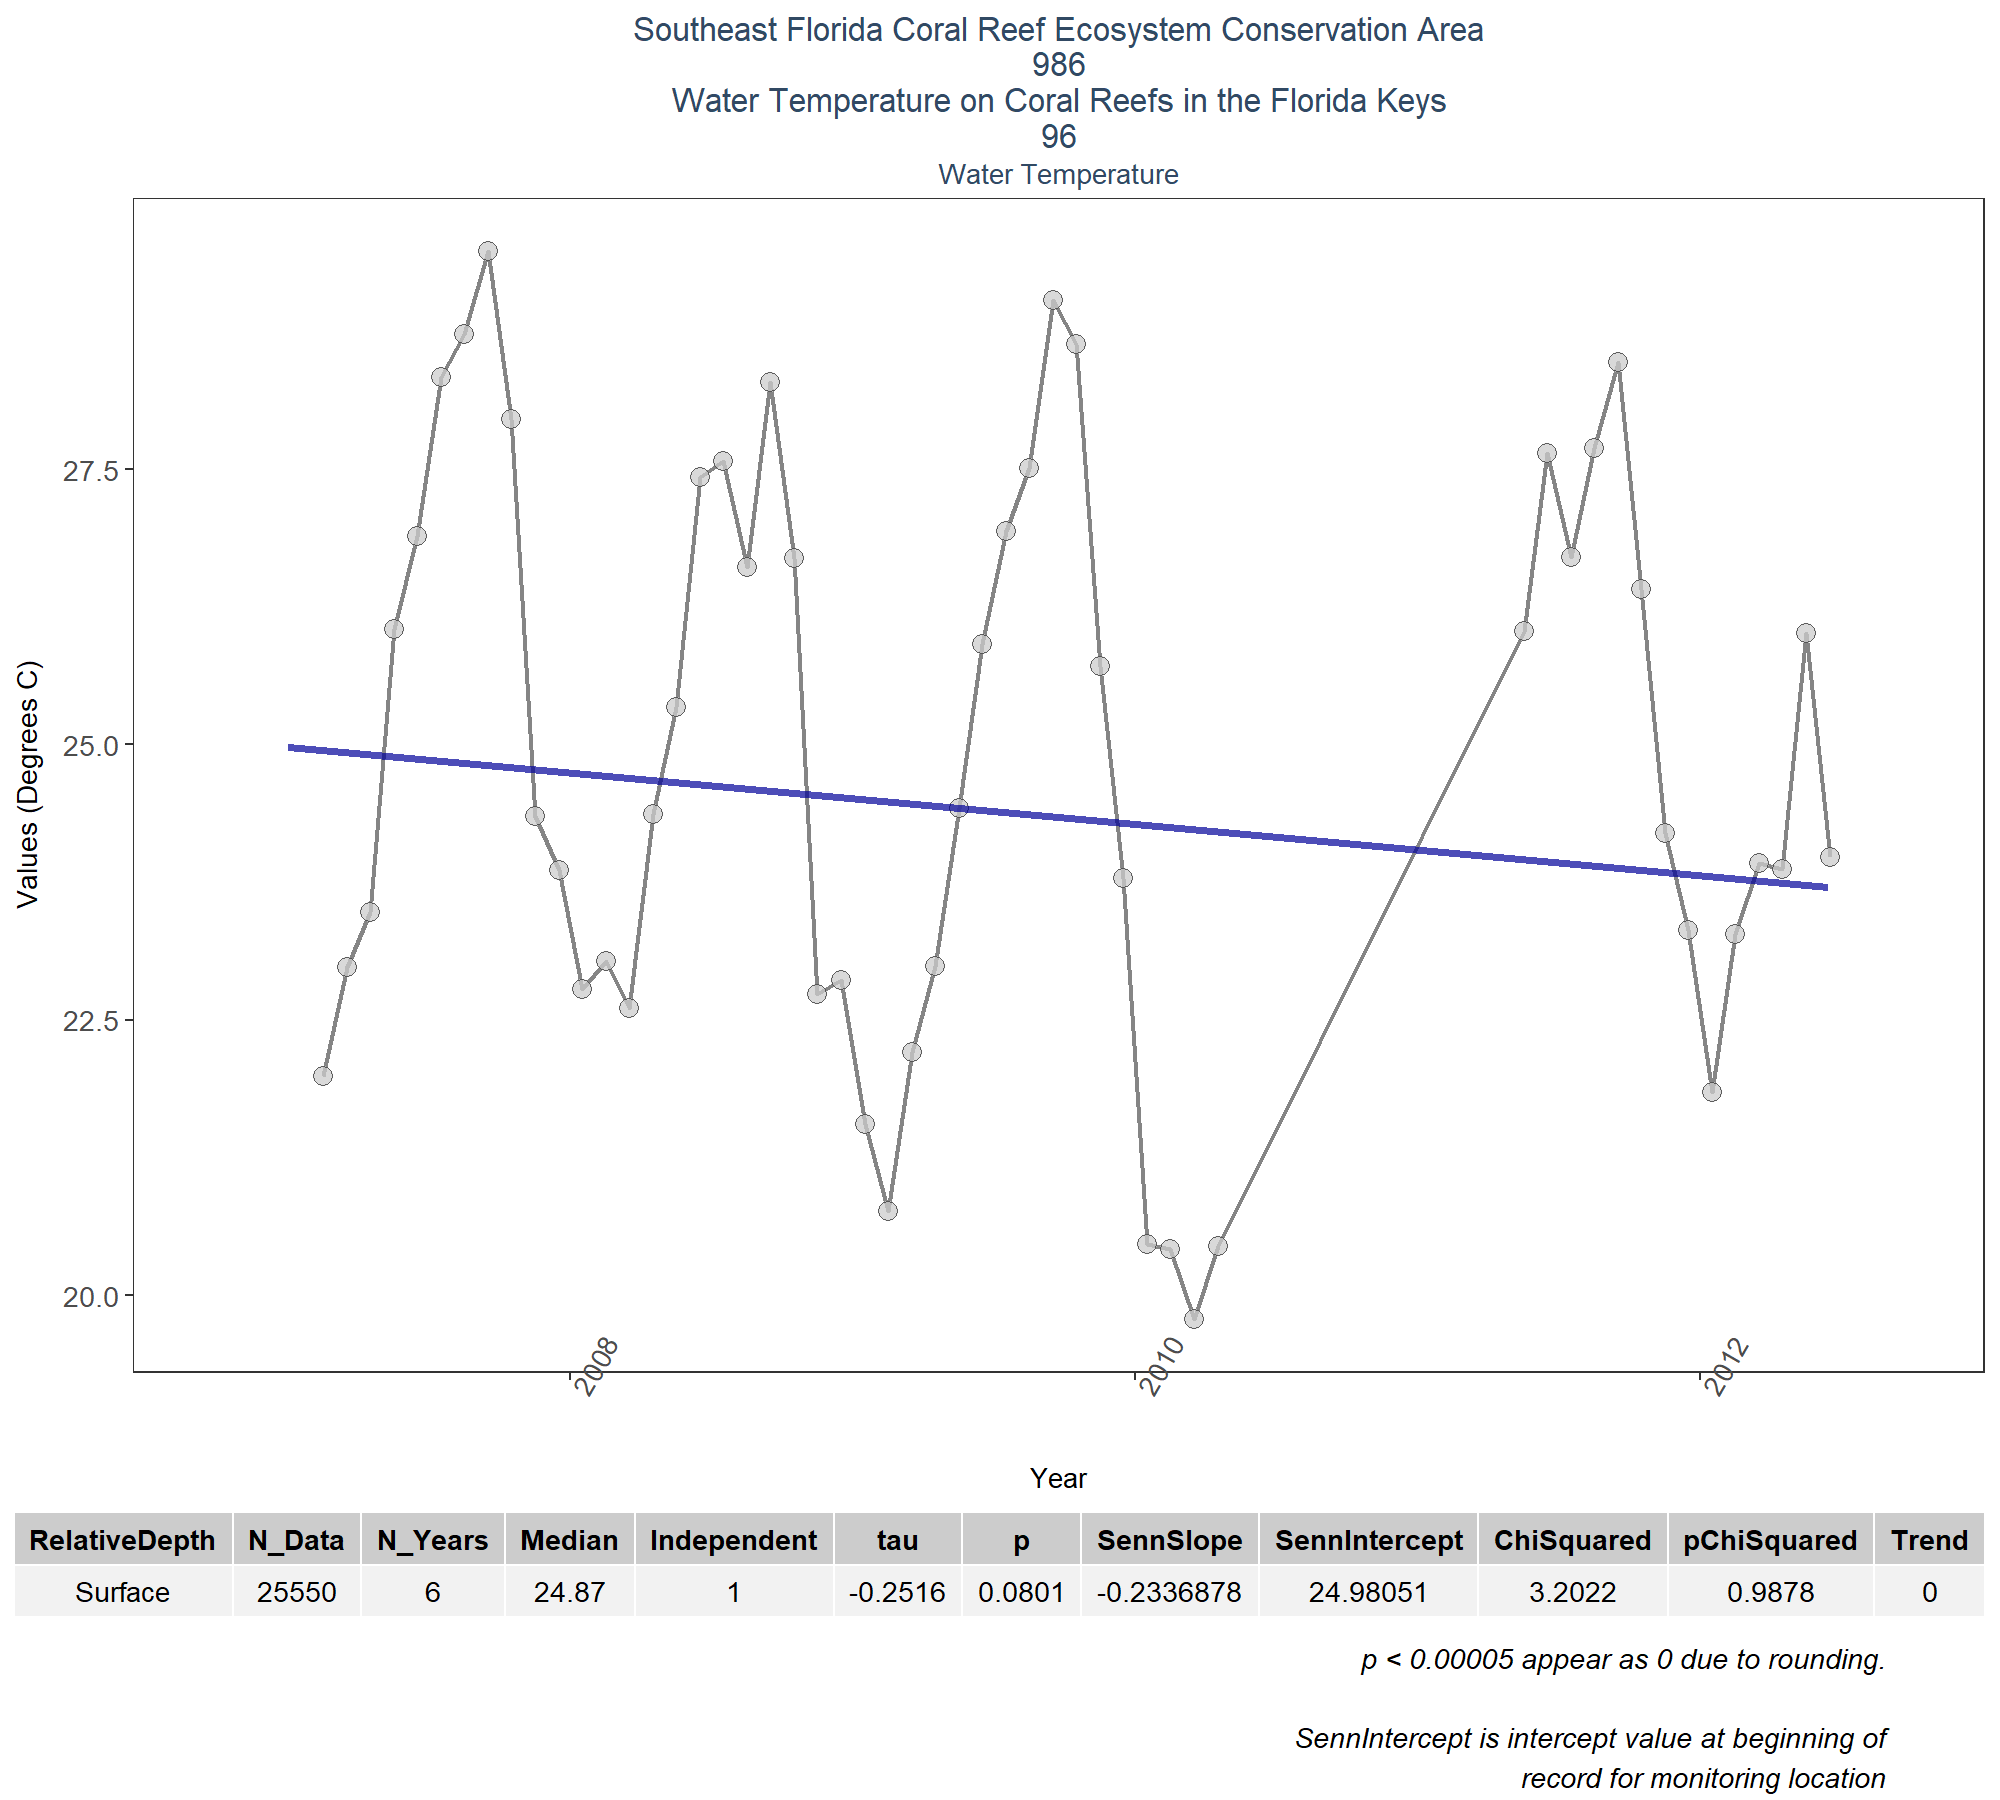 Southeast Florida Coral Reef Ecosystem Conservation Area
986
Water Temperature on Coral Reefs in the Florida Keys
96
Water Temperature
Values (Degrees C)
27.5
25.0
22.5
20.0
2008
2010
2012
Year
RelativeDepth N_Data N_Years Median Independent tau p SennSlope SennIntercept ChiSquared pChiSquared Trend
Surface 25550 6 24.87 1 -0.2516 0.0801 -0.2336878 24.98051 3.2022 0.9878 0
p < 0.00005 appear as 0 due to rounding.
SennIntercept is intercept value at beginning of
record for monitoring location